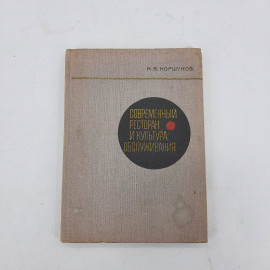 Н. В. КОРШУНОВ
СОВРЕМЕННЫЙ
РЕСТОРАН
И КУЛЬТУРА
ОБСЛУЖИВАНИЯ